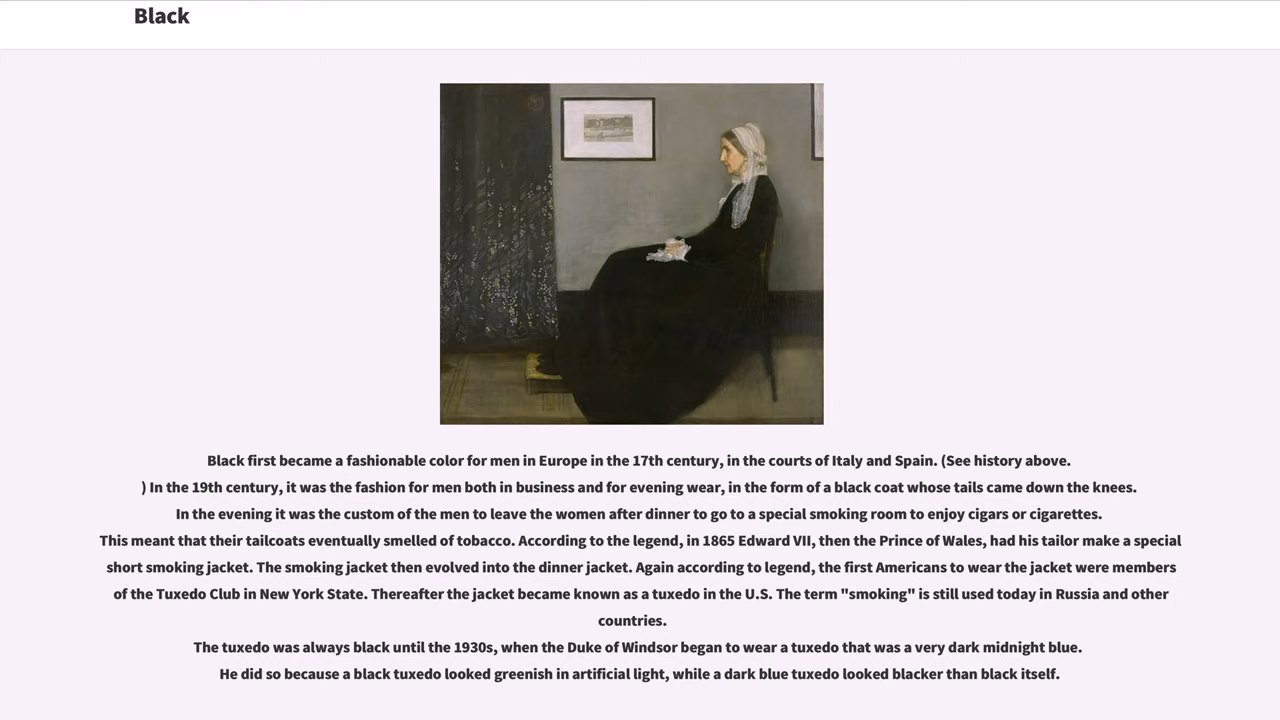 Black
Black first became a fashionable color for men in Europe in the 17th century, in the courts of Italy and Spain. (See history above.
) In the 19th century, it was the fashion for men both in business and for evening wear, in the form of a black coat whose tails came down the knees.
In the evening it was the custom of the men to leave the women after dinner to go to a special smoking room to enjoy cigars or cigarettes.
This meant that their tailcoats eventually smelled of tobacco. According to the legend, in 1865 Edward VII, then the Prince of Wales, had his tailor make a special
short smoking jacket. The smoking jacket then evolved into the dinner jacket. Again according to legend, the first Americans to wear the jacket were members
of the Tuxedo Club in New York State. Thereafter the jacket became known as a tuxedo in the U.S. The term "smoking" is still used today in Russia and other
countries.
The tuxedo was always black until the 1930s, when the Duke of Windsor began to wear a tuxedo that was a very dark midnight blue.
He did so because a black tuxedo looked greenish in artificial light, while a dark blue tuxedo looked blacker than black itself.